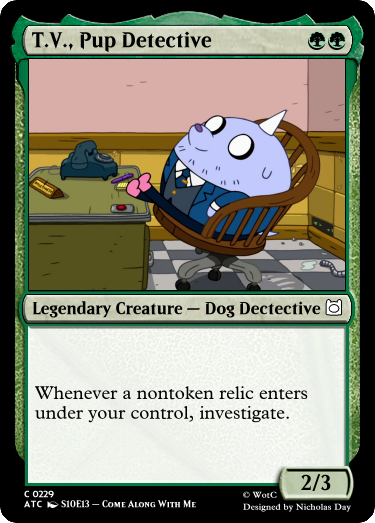 T.V., Pup Detective
Legendary Creature — Dog Dectective
Whenever a nontoken relic enters
under your control, investigate.
2/3
C 0229
ATC S10E13 – Come Along With Me
© WotC
Designed by Nicholas Day